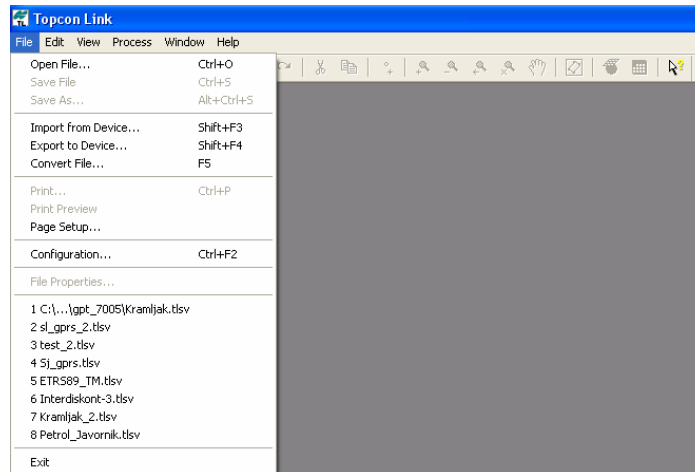 Topcon Link
File Edit View Process Window Help
Open File... Ctrl+O
Save File Ctrl+S
Save As... Alt+Ctrl+S
Import from Device... Shift+F3
Export to Device... Shift+F4
Convert File... F5
Print... Ctrl+P
Print Preview
Page Setup...
Configuration... Ctrl+F2
File Properties...
1 C:\...\gpt_7005\Kramljak.tlsv
2 sl_gprs_2.tlsv
3 test_2.tlsv
4 Sj_gprs.tlsv
5 ETRS89_TM.tlsv
6 Interdiskont-3.tlsv
7 Kramljak_2.tlsv
8 Petrol_Javornik.tlsv
Exit